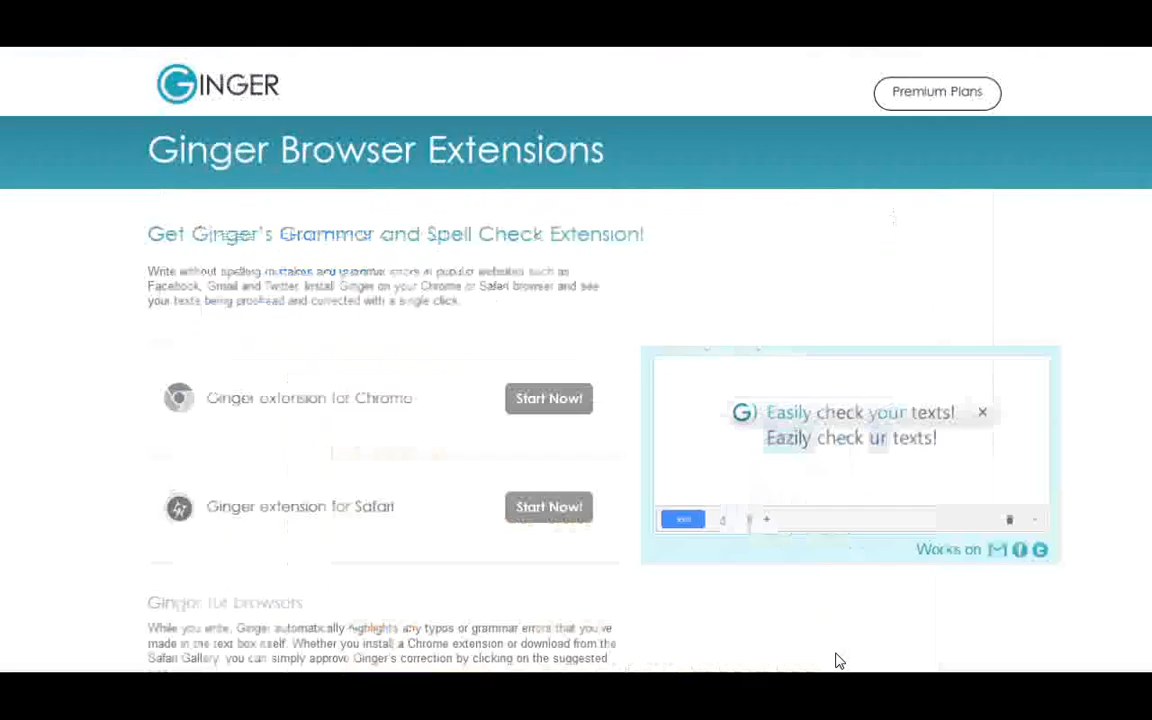 GINGER
Premium Plans
Ginger Browser Extensions
Get Ginger's Grammar and Spell Check Extension!
Write without spelling mistakes and grammar errors at popular websites such as
Facebook, Gmail and Twitter. Install Ginger on your Chrome or Safari browser and see
your texts being proofread and corrected with a single click.
Ginger extension for Chrome
Start Now!
Easily check your texts!
Eazily check ur texts!
Ginger extension for Safari
Start Now!
Works on
Ginger for browsers
While you write, Ginger automatically highlights any typos or grammar errors that you've
made in the text box itself. Whether you install a Chrome extension or download from the
Safari Gallery, you can simply approve Ginger's correction by clicking on the suggested